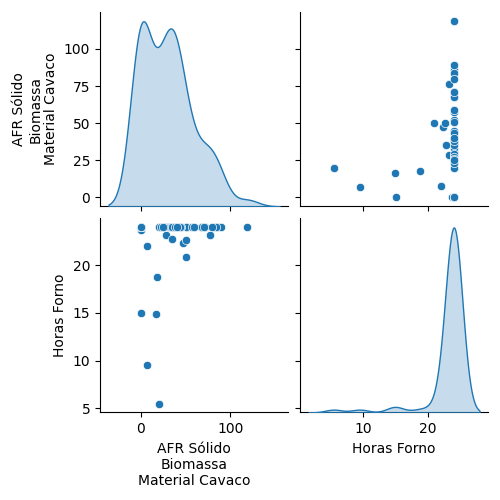 AFR Sólido
Biomassa
Material Cavaco
100
75
50
25
0
Horas Forno
20
15
10
5
0
100
10
20
AFR Sólido
Biomassa
Material Cavaco
Horas Forno